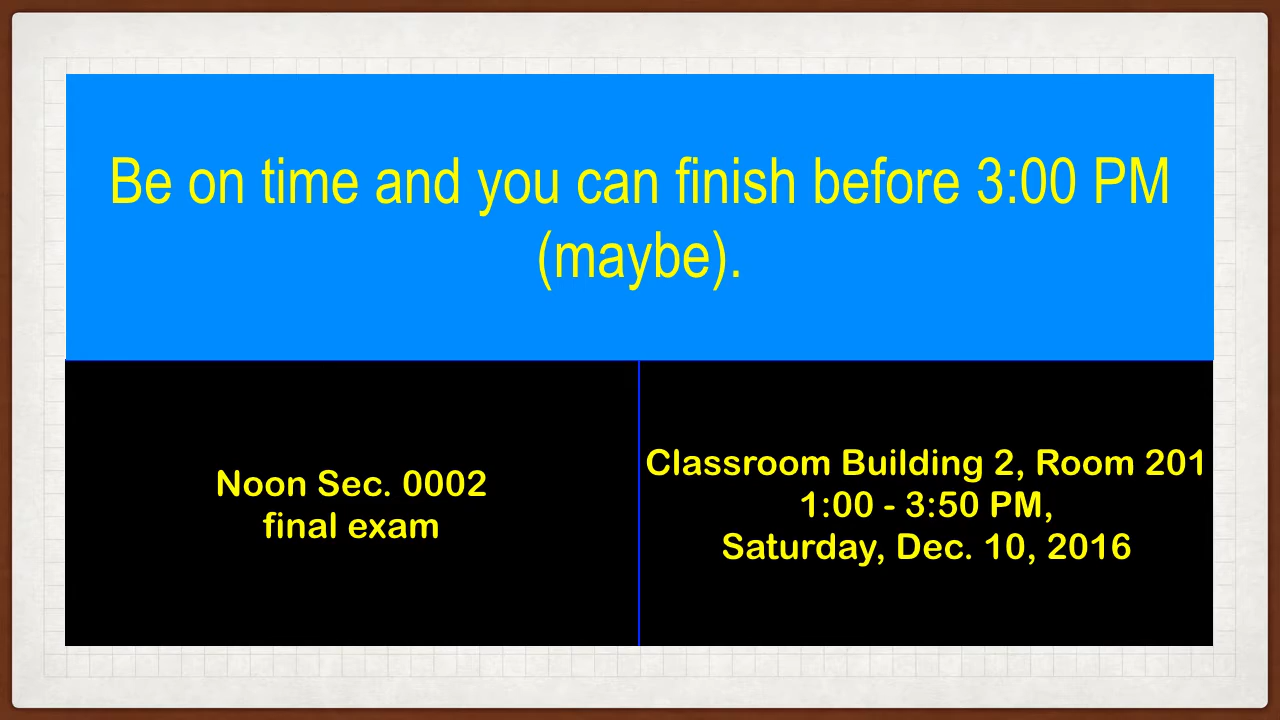 Be on time and you can finish before 3:00 PM
(maybe).
Noon Sec. 0002
final exam
Classroom Building 2, Room 201
1:00 - 3:50 PM,
Saturday, Dec. 10, 2016